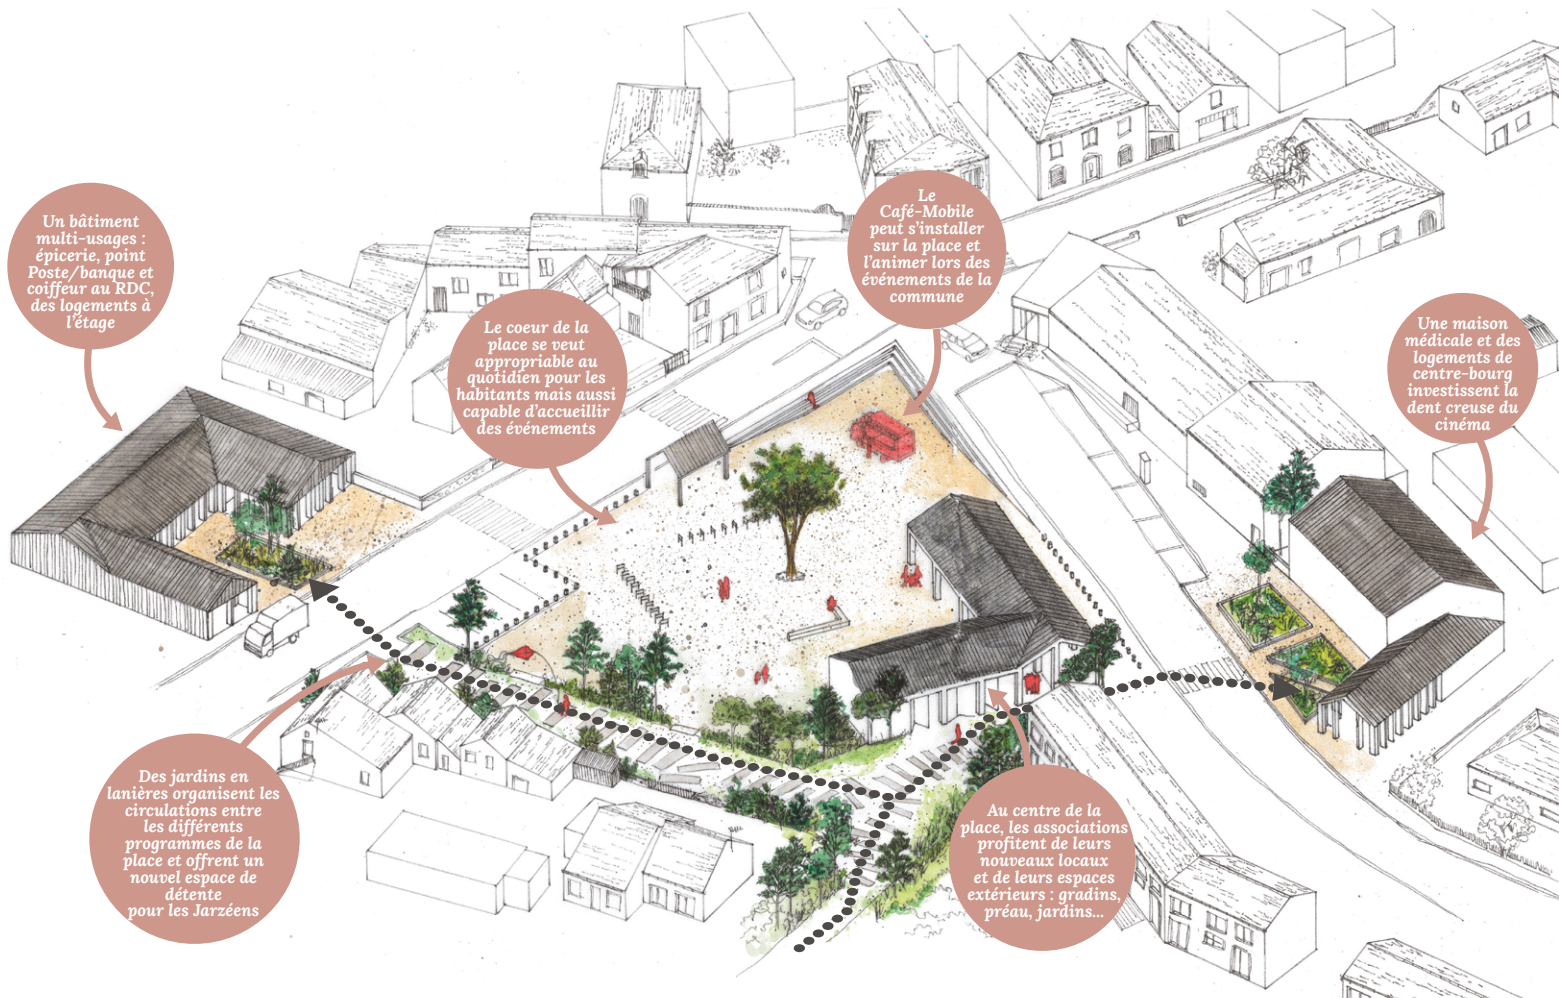 Un bâtiment
multi-usages :
épicerie, point
Poste/banque et
coiffeur au RDC,
des logements à
l'étage
Le coeur de la
place se veut
appropriable au
quotidien pour les
habitants mais aussi
capable d'accueillir
des événements
Le
Café-Mobile
peut s'installer
sur la place et
l'animer lors des
événements de la
commune
Une maison
médicale et des
logements de
centre-bourg
investissent la
dent creuse du
cinéma
Des jardins en
lanières organisent les
circulations entre
les différents
programmes de la
place et offrent un
nouvel espace de
détente
pour les Jarzéens
Au centre de la
place, les associations
profitent de leurs
nouveaux locaux
et de leurs espaces
extérieurs : gradins,
préau, jardins...